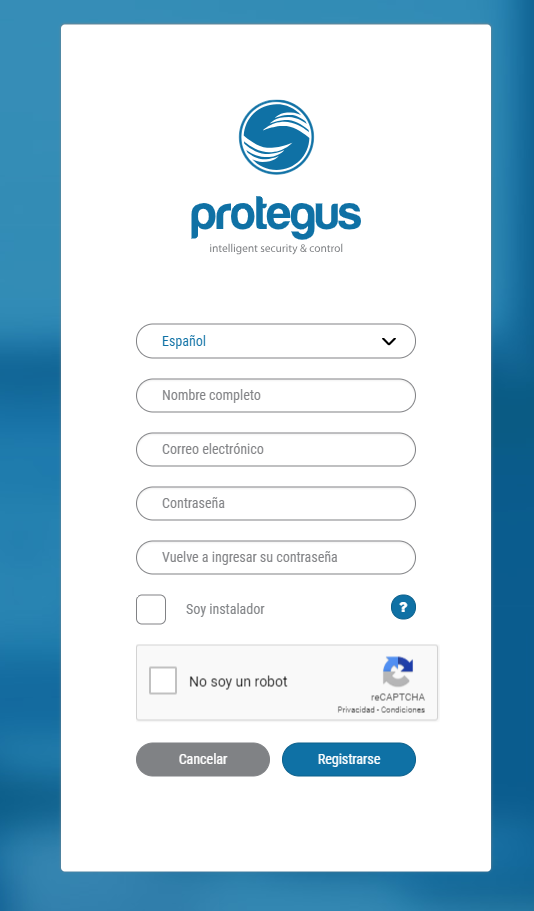 protegus
intelligent security & control
Español
Nombre completo
Correo electrónico
Contraseña
Vuelve a ingresar su contraseña
Soy instalador
?
No soy un robot
reCAPTCHA
Privacidad - Condiciones
Cancelar
Registrarse